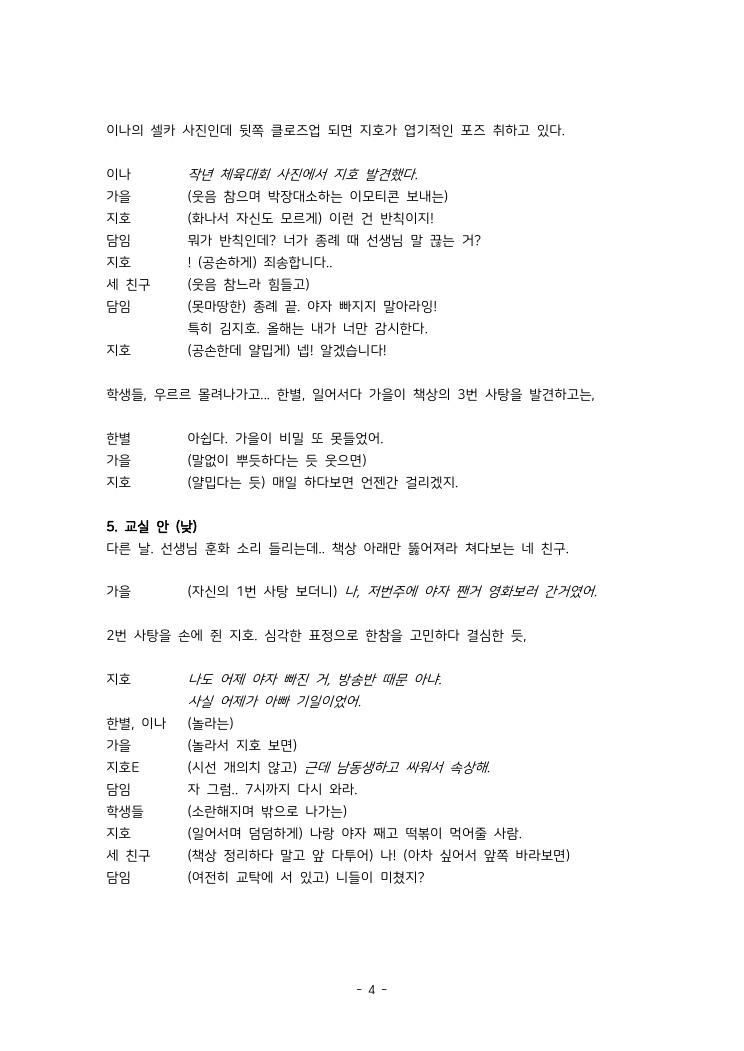 이나의 셀카 사진인데 뒷쪽 클로즈업 되면 지호가 엽기적인 포즈 취하고 있다.
이나 작년 체육대회 사진에서 지호 발견했다.
가을 (웃음 참으며 박장대소하는 이모티콘 보내는)
지호 (화나서 자신도 모르게) 이런 건 반칙이지!
담임 뭐가 반칙인데? 너가 종례 때 선생님 말 끊는 거?
지호 ! (공손하게) 죄송합니다..
세 친구 (웃음 참느라 힘들고)
담임 (못마땅한) 종례 끝. 야자 빠지지 말아라잉!
특히 김지호. 올해는 내가 너만 감시한다.
지호 (공손한데 얄밉게) 넵! 알겠습니다!
학생들, 우르르 몰려나가고... 한별, 일어서다 가을이 책상의 3번 사탕을 발견하고는,
한별 아쉽다. 가을이 비밀 또 못들었어.
가을 (말없이 뿌듯하다는 듯 웃으면)
지호 (얄밉다는 듯) 매일 하다보면 언젠간 걸리겠지.
5. 교실 안 (낮)
다른 날. 선생님 훈화 소리 들리는데.. 책상 아래만 뚫어져라 쳐다보는 네 친구.
가을 (자신의 1번 사탕 보더니) 나, 저번주에 야자 짼거 영화보러 간거였어.
2번 사탕을 손에 쥔 지호. 심각한 표정으로 한참을 고민하다 결심한 듯,
지호 나도 어제 야자 빠진 거, 방송반 때문 아냐.
사실 어제가 아빠 기일이었어.
한별, 이나 (놀라는)
가을 (놀라서 지호 보면)
지호E (시선 개의치 않고) 근데 남동생하고 싸워서 속상해.
담임 자 그럼.. 7시까지 다시 와라.
학생들 (소란해지며 밖으로 나가는)
지호 (일어서며 덤덤하게) 나랑 야자 째고 떡볶이 먹어줄 사람.
세 친구 (책상 정리하다 말고 앞 다투어) 나! (아차 싶어서 앞쪽 바라보면)
담임 (여전히 교탁에 서 있고) 니들이 미쳤지?
- 4 -